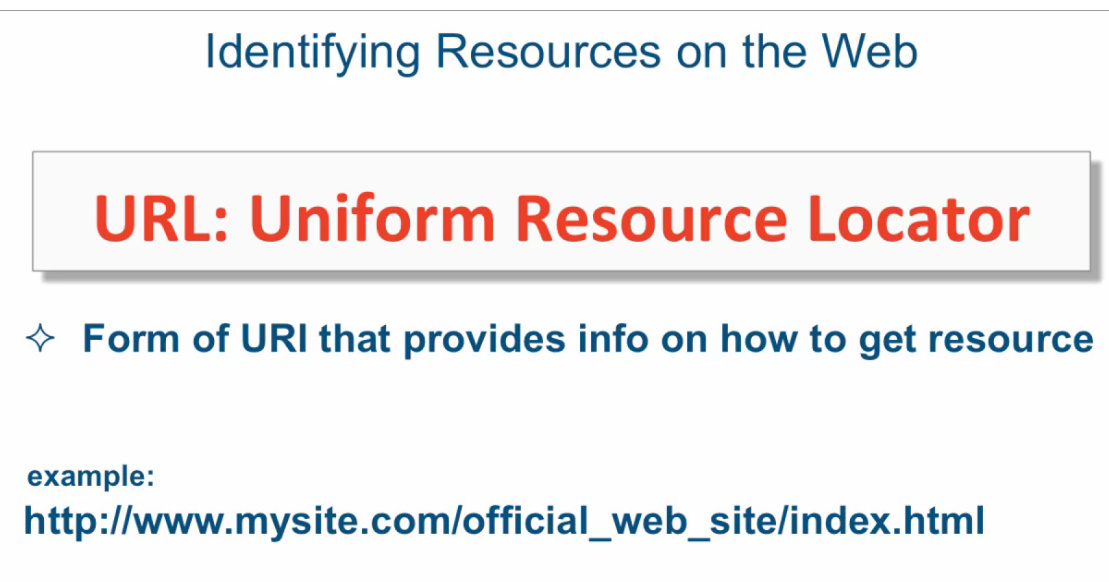 Identifying Resources on the Web
URL: Uniform Resource Locator
Form of URI that provides info on how to get resource
example:
http://www.mysite.com/official_web_site/index.html